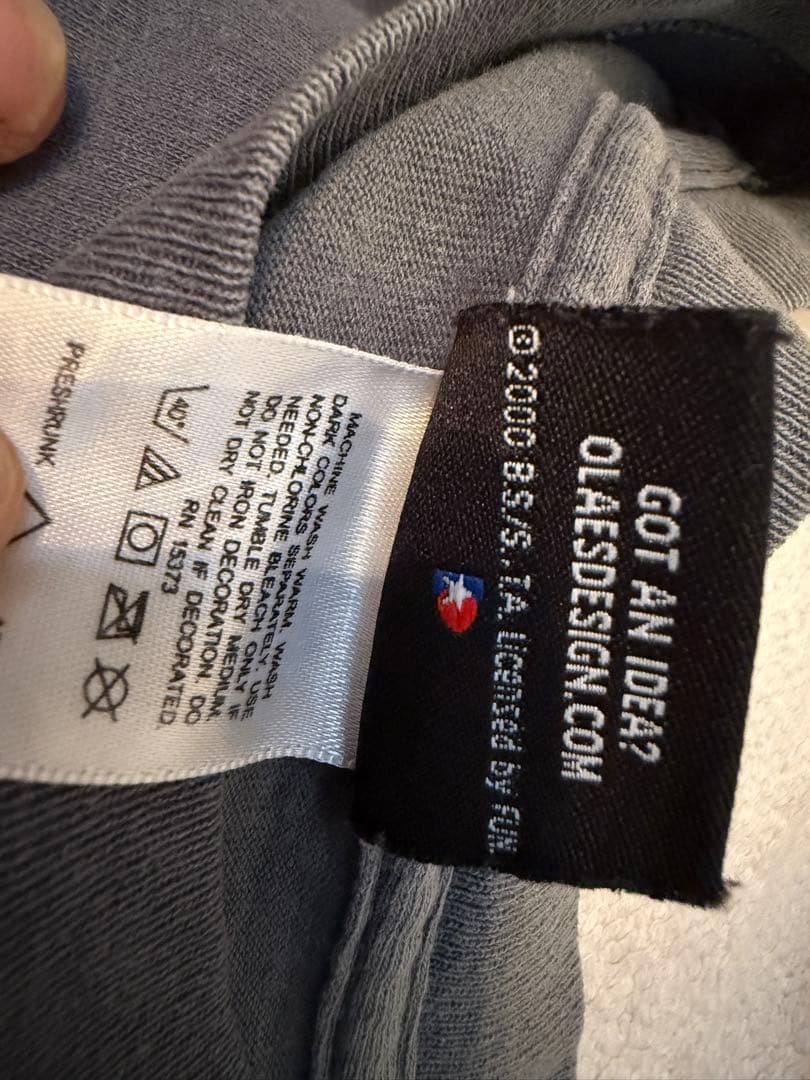 GOT AN IDEA?
OLAESDESIGN.COM
© 2000 B.S./S. TA. Licensed by FUN
MACHINE WASH WARM. WASH
DARK COLORS SEPARATELY. USE
NON-CHLORINE BLEACH ONLY IF
NEEDED. TUMBLE DRY MEDIUM.
DO NOT IRON DECORATION. DO
NOT DRY CLEAN IF DECORATED.
RN 15373
40°
PRESHRUNK